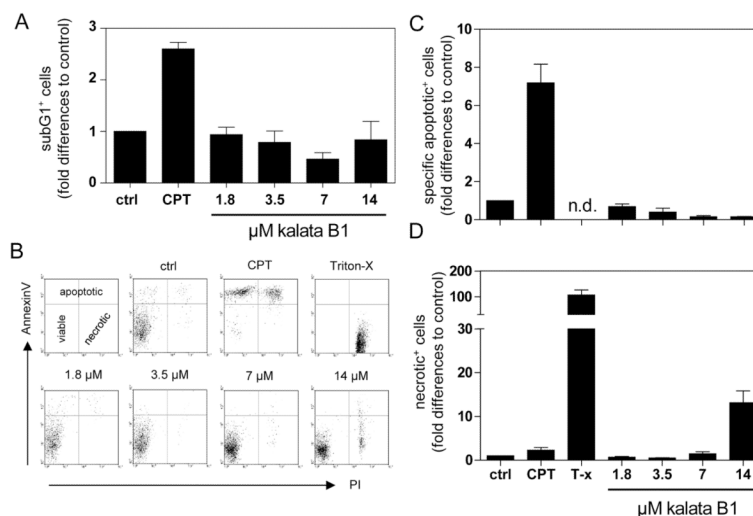 A
subG1⁺ cells
(fold differences to control)
3
2
1
0
ctrl CPT 1.8 3.5 7 14
µM kalata B1
B
AnnexinV
apoptotic
viable
necrotic
ctrl CPT Triton-X
1.8 µM 3.5 µM 7 µM 14 µM
PI
C
specific apoptotic⁺ cells
(fold differences to control)
10
8
6
4
2
0
n.d.
D
necrotic⁺ cells
(fold differences to control)
200
100
30
20
10
0
ctrl CPT T-x 1.8 3.5 7 14
µM kalata B1